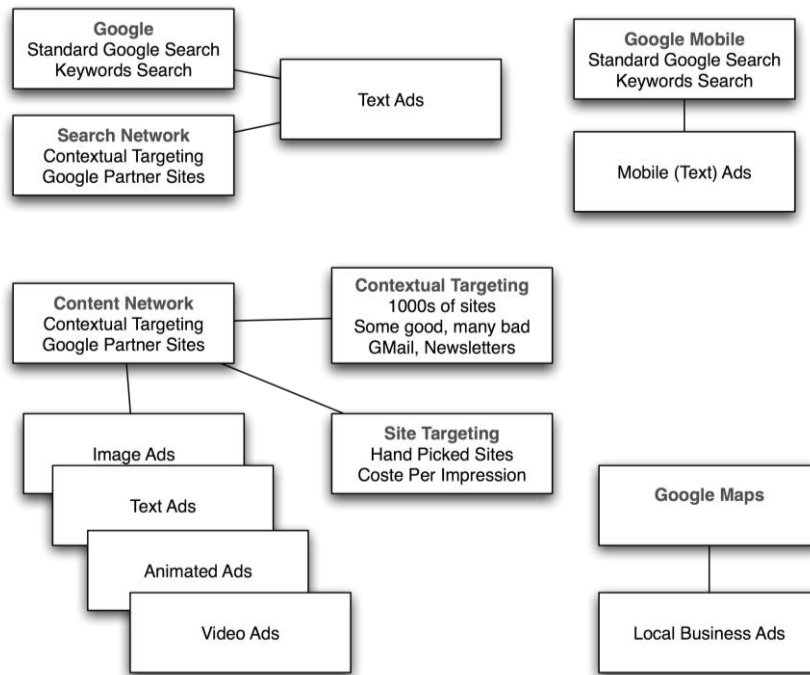 Google
Standard Google Search
Keywords Search
Text Ads
Search Network
Contextual Targeting
Google Partner Sites
Google Mobile
Standard Google Search
Keywords Search
Mobile (Text) Ads
Content Network
Contextual Targeting
Google Partner Sites
Contextual Targeting
1000s of sites
Some good, many bad
GMail, Newsletters
Site Targeting
Hand Picked Sites
Coste Per Impression
Image Ads
Text Ads
Animated Ads
Video Ads
Google Maps
Local Business Ads